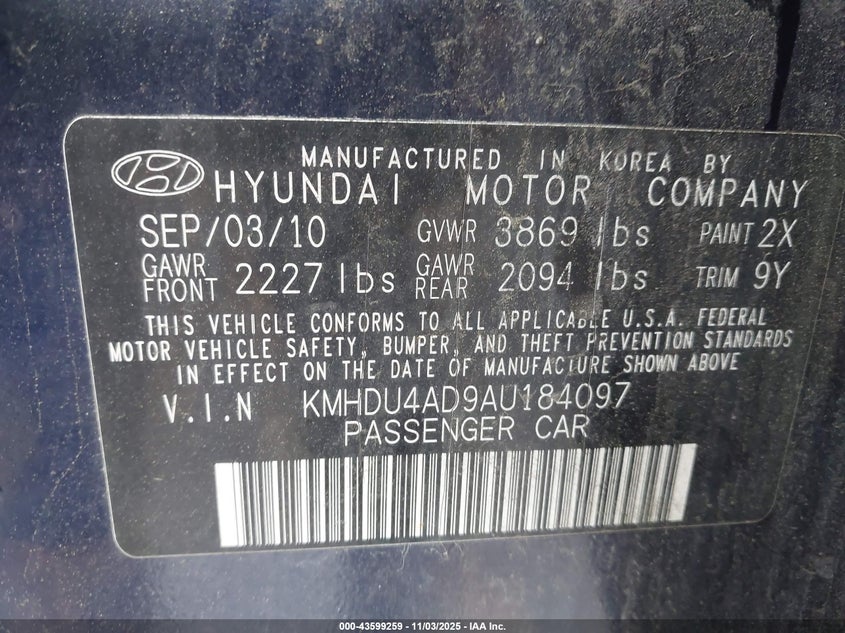 MANUFACTURED IN KOREA BY
HYUNDAI MOTOR COMPANY
SEP/03/10 GVWR 3869 lbs PAINT 2X
GAWR FRONT 2227 lbs GAWR REAR 2094 lbs TRIM 9Y
THIS VEHICLE CONFORMS TO ALL APPLICABLE U.S.A. FEDERAL
MOTOR VEHICLE SAFETY, BUMPER, AND THEFT PREVENTION STANDARDS
IN EFFECT ON THE DATE OF MANUFACTURE SHOWN ABOVE
V.I.N KMHDU4AD9AU184097
PASSENGER CAR
000-43599259 - 11/03/2025 - IAA Inc.